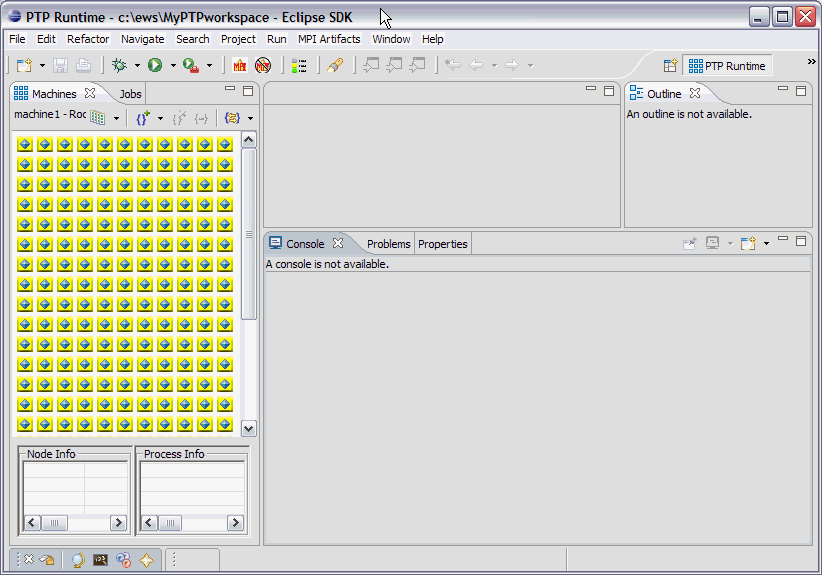 PTP Runtime - c:\ews\MyPTPworkspace - Eclipse SDK
File Edit Refactor Navigate Search Project Run MPI Artifacts Window Help
MPI PTP Runtime
Machines Jobs
machine1 - Roo
Outline
An outline is not available.
Console Problems Properties
A console is not available.
Node Info Process Info